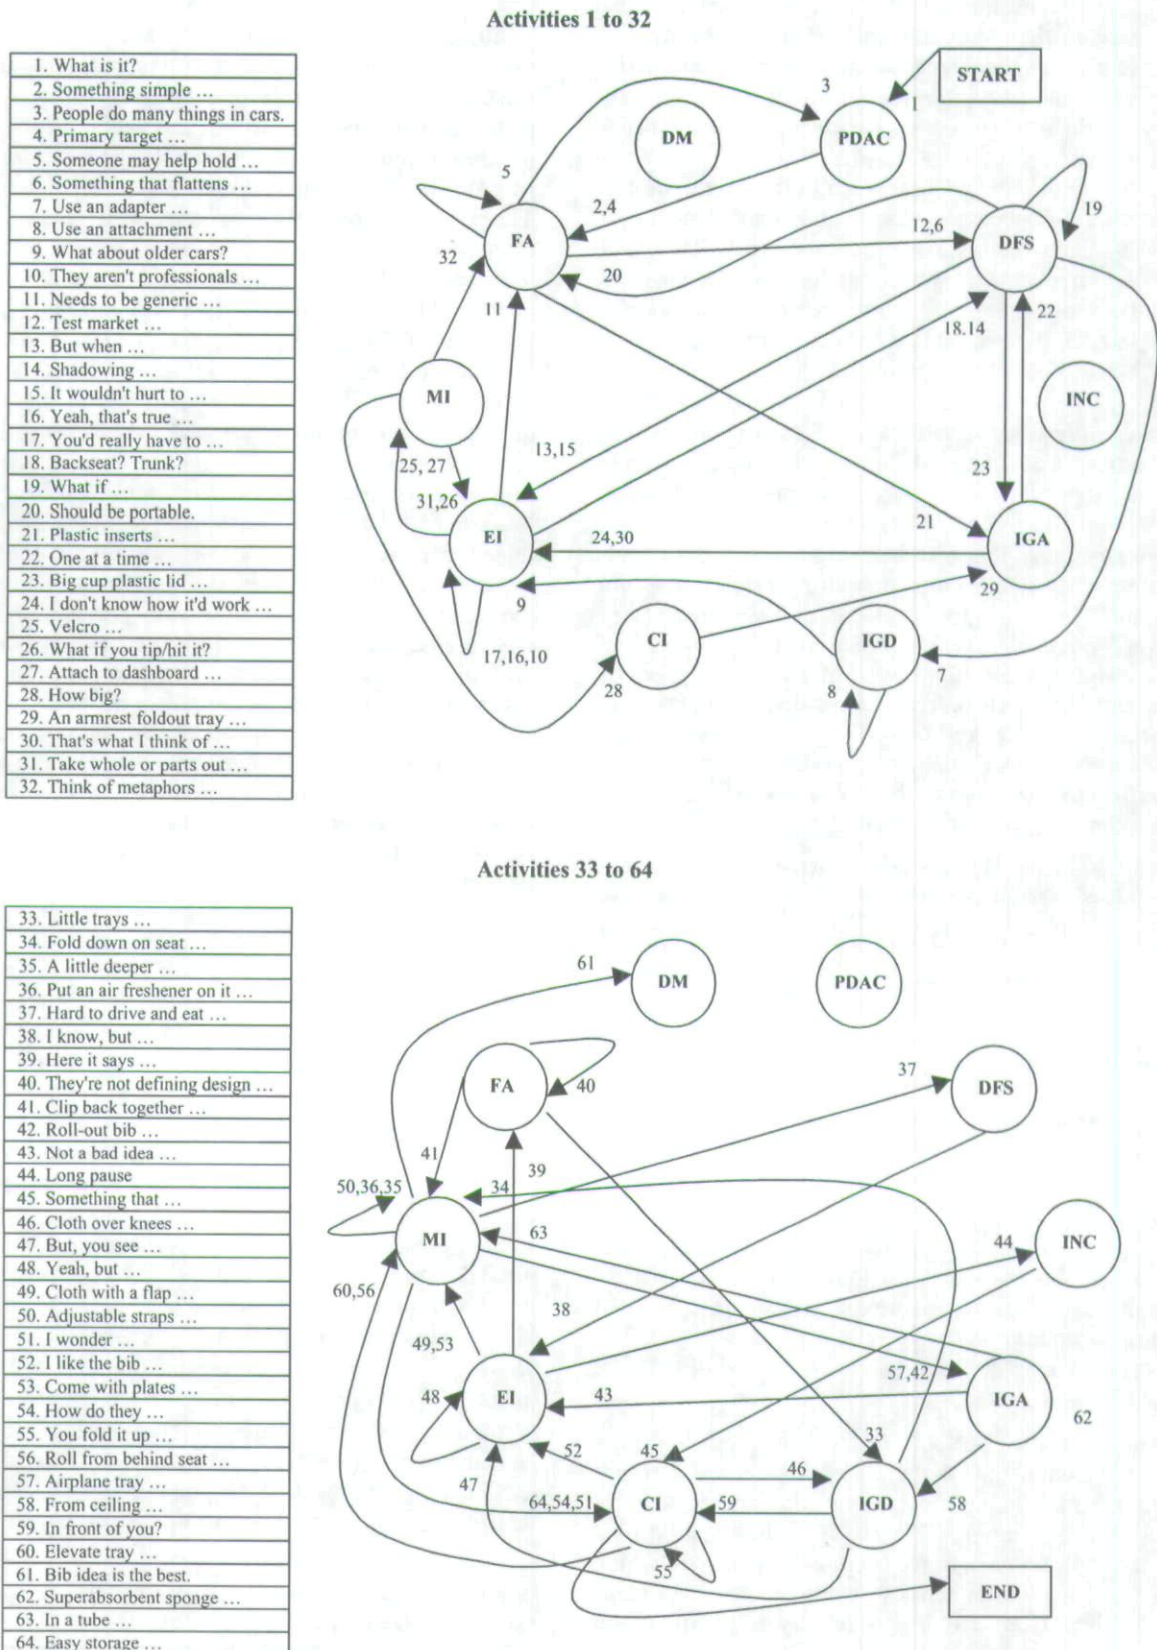 Activities 1 to 32
1. What is it?
2. Something simple ...
3. People do many things in cars.
4. Primary target ...
5. Someone may help hold ...
6. Something that flattens ...
7. Use an adapter ...
8. Use an attachment ...
9. What about older cars?
10. They aren't professionals ...
11. Needs to be generic ...
12. Test market ...
13. But when ...
14. Shadowing ...
15. It wouldn't hurt to ...
16. Yeah, that's true ...
17. You'd really have to ...
18. Backseat? Trunk?
19. What if ...
20. Should be portable.
21. Plastic inserts ...
22. One at a time ...
23. Big cup plastic lid ...
24. I don't know how it'd work ...
25. Velcro ...
26. What if you tip/hit it?
27. Attach to dashboard ...
28. How big?
29. An armrest foldout tray ...
30. That's what I think of ...
31. Take whole or parts out ...
32. Think of metaphors ...
START
3
1
DM
PDAC
5
2,4
19
12,6
FA
DFS
32
20
11
18.14
22
MI
INC
13,15
25, 27
23
31,26
21
EI
24,30
IGA
9
29
CI
IGD
17,16,10
28
8
7
Activities 33 to 64
33. Little trays ...
34. Fold down on seat ...
35. A little deeper ...
36. Put an air freshener on it ...
37. Hard to drive and eat ...
38. I know, but ...
39. Here it says ...
40. They're not defining design ...
41. Clip back together ...
42. Roll-out bib ...
43. Not a bad idea ...
44. Long pause
45. Something that ...
46. Cloth over knees ...
47. But, you see ...
48. Yeah, but ...
49. Cloth with a flap ...
50. Adjustable straps ...
51. I wonder ...
52. I like the bib ...
53. Come with plates ...
54. How do they ...
55. You fold it up ...
56. Roll from behind seat ...
57. Airplane tray ...
58. From ceiling ...
59. In front of you?
60. Elevate tray ...
61. Bib idea is the best.
62. Superabsorbent sponge ...
63. In a tube ...
64. Easy storage ...
61
DM
PDAC
FA
40
37
DFS
41
39
50,36,35
34
MI
63
44
INC
60,56
38
49,53
57,42
48
EI
43
IGA
62
33
52
45
46
47
64,54,51
CI
59
IGD
58
55
END